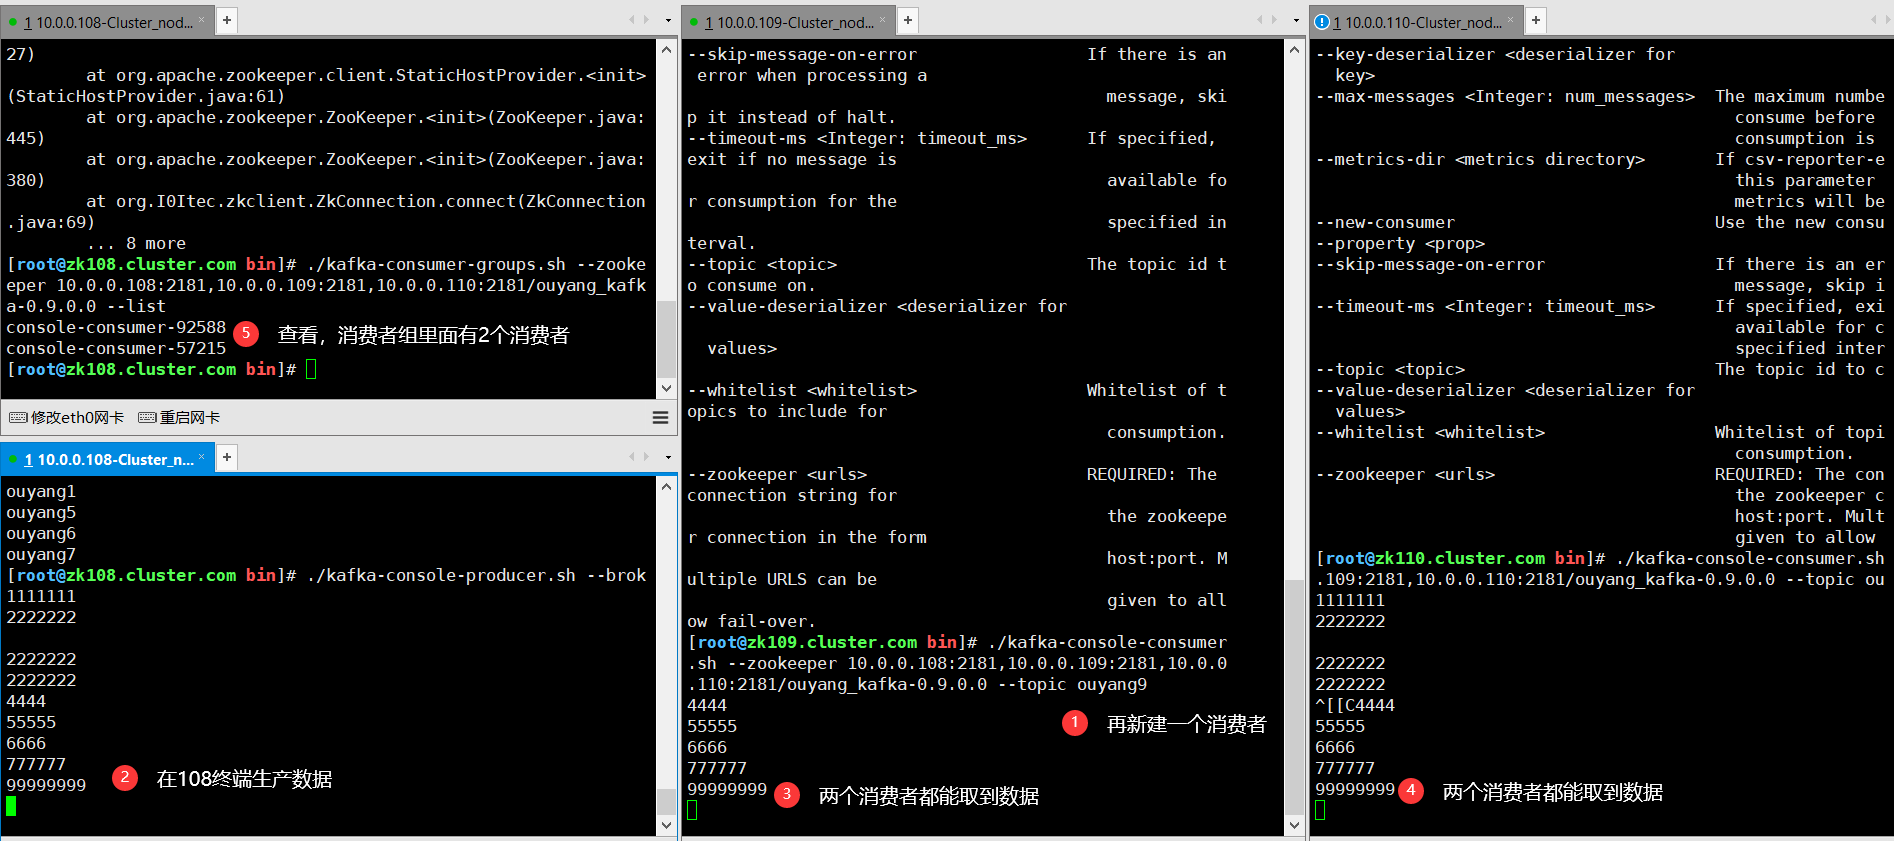 1 10.0.0.108-Cluster_nod...
27)
        at org.apache.zookeeper.client.StaticHostProvider.<init>
(StaticHostProvider.java:61)
        at org.apache.zookeeper.ZooKeeper.<init>(ZooKeeper.java:
445)
        at org.apache.zookeeper.ZooKeeper.<init>(ZooKeeper.java:
380)
        at org.I0Itec.zkclient.ZkConnection.connect(ZkConnection
.java:69)
        ... 8 more
[root@zk108.cluster.com bin]# ./kafka-consumer-groups.sh --zooke
eper 10.0.0.108:2181,10.0.0.109:2181,10.0.0.110:2181/ouyang_kafk
a-0.9.0.0 --list
console-consumer-92588
5 查看，消费者组里面有2个消费者
console-consumer-57215
[root@zk108.cluster.com bin]#
修改eth0网卡 重启网卡
1 10.0.0.108-Cluster_n...
ouyang1
ouyang5
ouyang6
ouyang7
[root@zk108.cluster.com bin]# ./kafka-console-producer.sh --brok
1111111
2222222
2222222
2222222
4444
55555
6666
777777
2 在108终端生产数据
99999999
1 10.0.0.109-Cluster_nod...
--skip-message-on-error                 If there is an
 error when processing a
                                          message, ski
p it instead of halt.
--timeout-ms <Integer: timeout_ms>      If specified,
exit if no message is
                                          available fo
r consumption for the
                                          specified in
terval.
--topic <topic>                         The topic id t
o consume on.
--value-deserializer <deserializer for
  values>
--whitelist <whitelist>                 Whitelist of t
opics to include for
                                          consumption.
--zookeeper <urls>                      REQUIRED: The
connection string for
                                          the zookeepe
r connection in the form
                                          host:port. M
ultiple URLS can be
                                          given to all
ow fail-over.
[root@zk109.cluster.com bin]# ./kafka-console-consumer
.sh --zookeeper 10.0.0.108:2181,10.0.0.109:2181,10.0.0
.110:2181/ouyang_kafka-0.9.0.0 --topic ouyang9
4444
1 再新建一个消费者
55555
6666
777777
99999999
3 两个消费者都能取到数据
1 10.0.0.110-Cluster_nod...
--key-deserializer <deserializer for
  key>
--max-messages <Integer: num_messages>  The maximum numbe
                                          consume before
                                          consumption is
--metrics-dir <metrics directory>       If csv-reporter-e
                                          this parameter
                                          metrics will be
--new-consumer                          Use the new consu
--property <prop>
--skip-message-on-error                 If there is an er
                                          message, skip i
--timeout-ms <Integer: timeout_ms>      If specified, exi
                                          available for c
                                          specified inter
--topic <topic>                         The topic id to c
--value-deserializer <deserializer for
  values>
--whitelist <whitelist>                 Whitelist of topi
                                          consumption.
--zookeeper <urls>                      REQUIRED: The con
                                          the zookeeper c
                                          host:port. Mult
                                          given to allow
[root@zk110.cluster.com bin]# ./kafka-console-consumer.sh
.109:2181,10.0.0.110:2181/ouyang_kafka-0.9.0.0 --topic ou
1111111
2222222
2222222
2222222
^[[C4444
55555
6666
777777
99999999
4 两个消费者都能取到数据